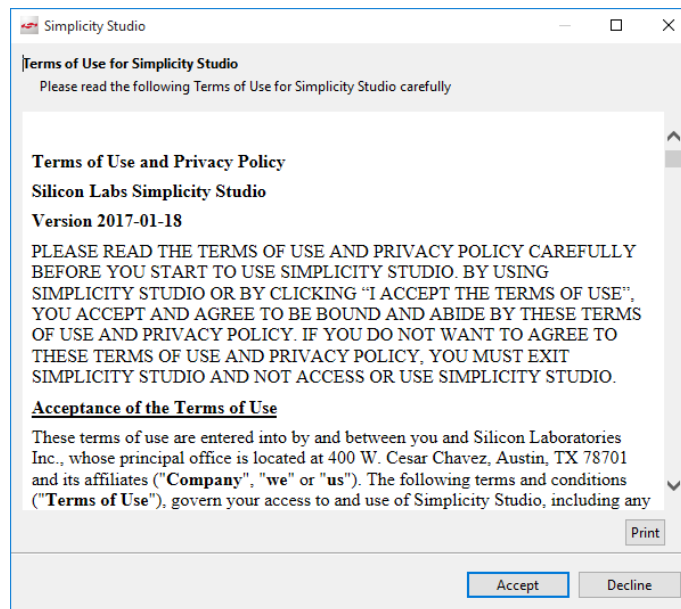 Simplicity Studio
Terms of Use for Simplicity Studio
Please read the following Terms of Use for Simplicity Studio carefully
Terms of Use and Privacy Policy
Silicon Labs Simplicity Studio
Version 2017-01-18
PLEASE READ THE TERMS OF USE AND PRIVACY POLICY CAREFULLY
BEFORE YOU START TO USE SIMPLICITY STUDIO. BY USING
SIMPLICITY STUDIO OR BY CLICKING “I ACCEPT THE TERMS OF USE”,
YOU ACCEPT AND AGREE TO BE BOUND AND ABIDE BY THESE TERMS
OF USE AND PRIVACY POLICY. IF YOU DO NOT WANT TO AGREE TO
THESE TERMS OF USE AND PRIVACY POLICY, YOU MUST EXIT
SIMPLICITY STUDIO AND NOT ACCESS OR USE SIMPLICITY STUDIO.
Acceptance of the Terms of Use
These terms of use are entered into by and between you and Silicon Laboratories
Inc., whose principal office is located at 400 W. Cesar Chavez, Austin, TX 78701
and its affiliates ("Company", "we" or "us"). The following terms and conditions
("Terms of Use"), govern your access to and use of Simplicity Studio, including any
Print
Accept
Decline